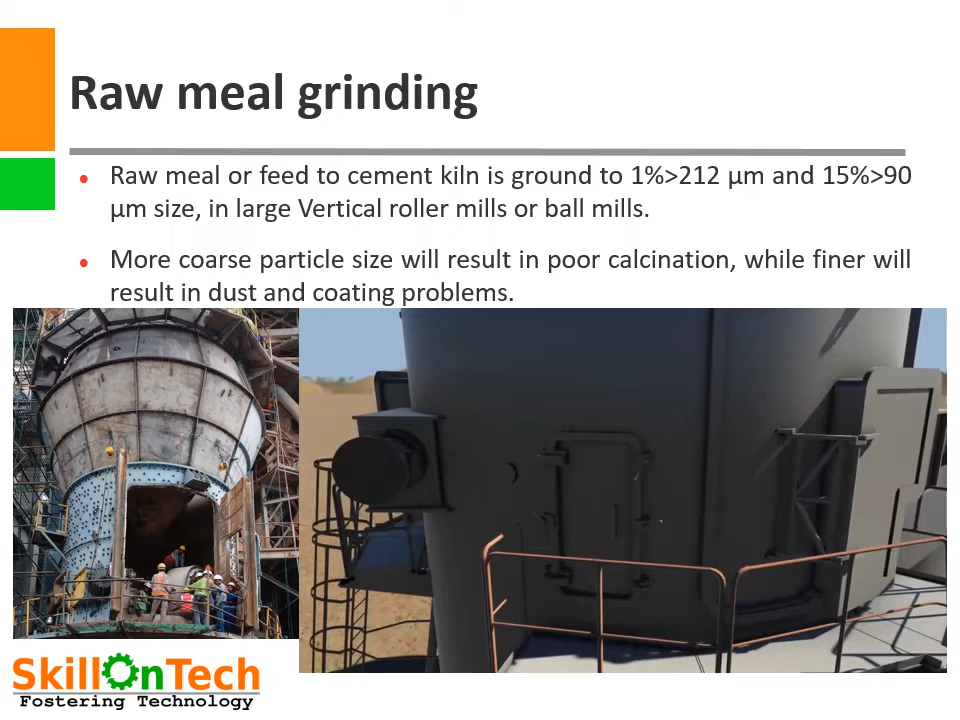 Raw meal grinding
• Raw meal or feed to cement kiln is ground to 1%>212 µm and 15%>90
µm size, in large Vertical roller mills or ball mills.
• More coarse particle size will result in poor calcination, while finer will
result in dust and coating problems.
SkillOnTech
Fostering Technology